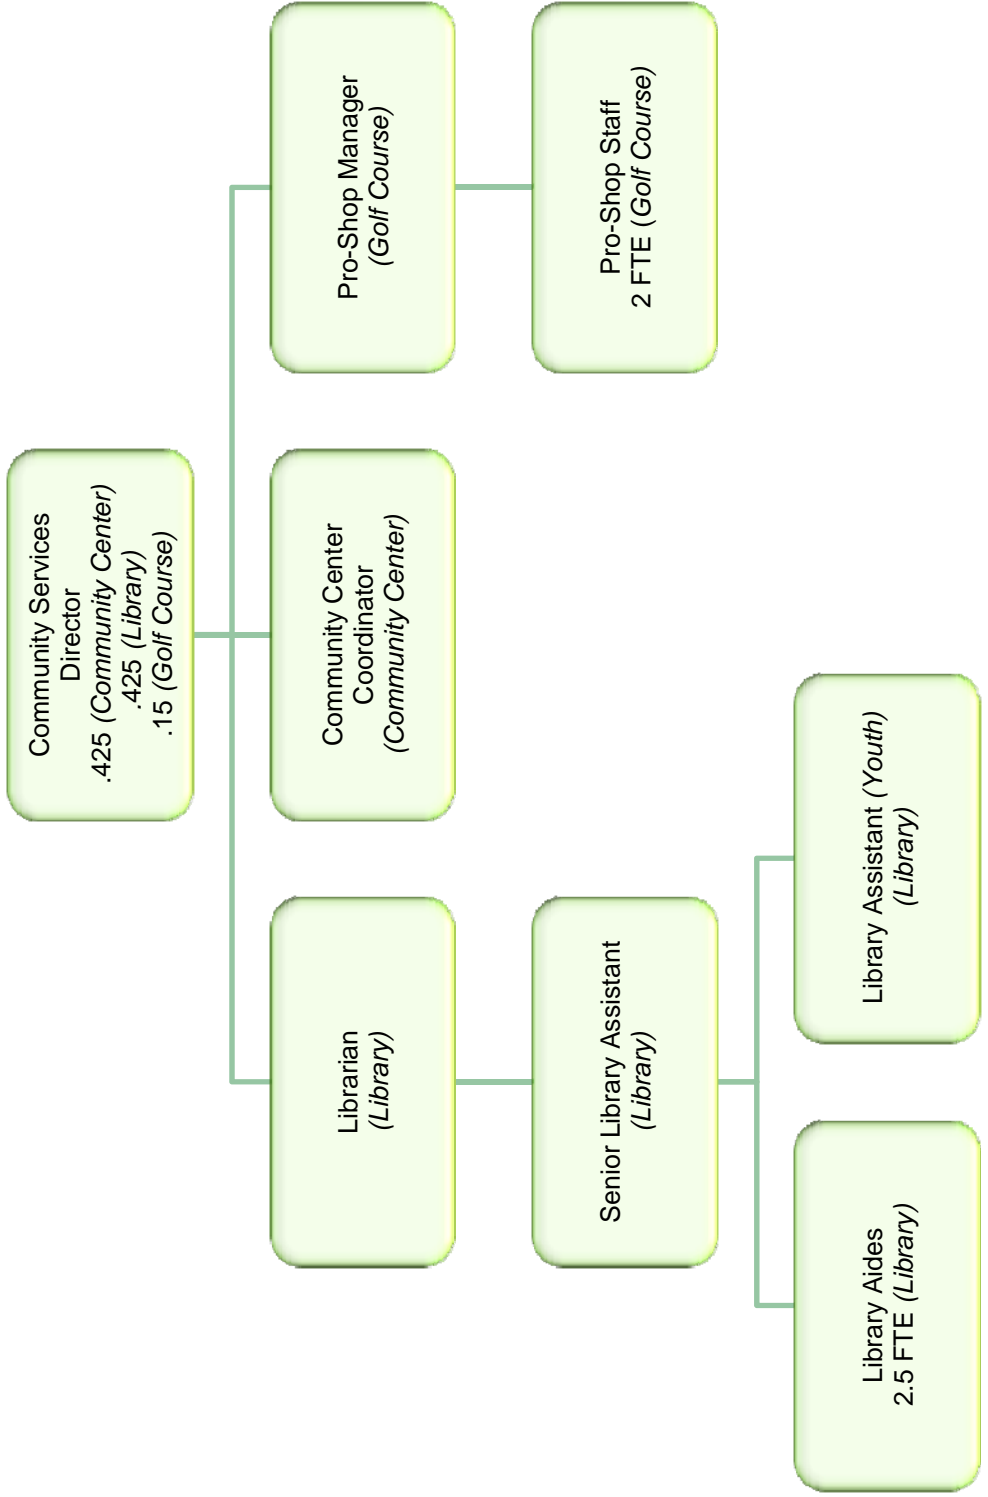 Community Services
Director
.425 (Community Center)
.425 (Library)
.15 (Golf Course)
Librarian
(Library)
Community Center
Coordinator
(Community Center)
Pro-Shop Manager
(Golf Course)
Senior Library Assistant
(Library)
Pro-Shop Staff
2 FTE (Golf Course)
Library Aides
2.5 FTE (Library)
Library Assistant (Youth)
(Library)